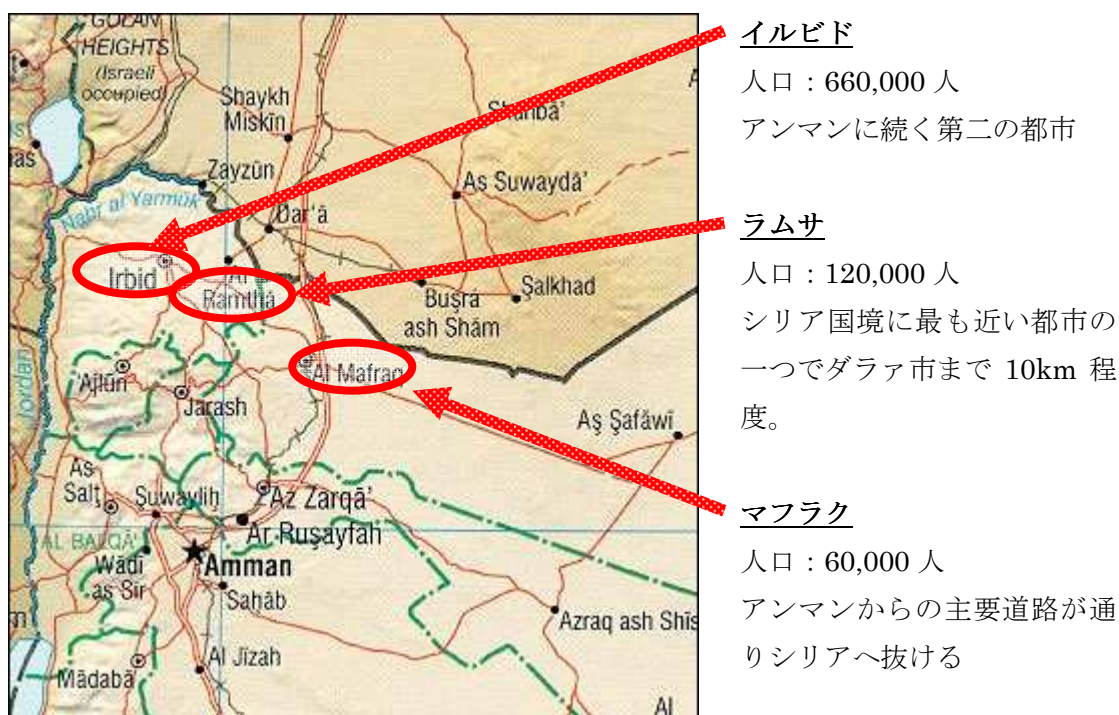 GOLAN
HEIGHTS
(Israeli
occupied)
Shaykh
Miskīn
As Suwaydā'
Zayzūn
Nahr al Yarmūk
Dar'ā
Irbid
Ar
Ramthā
Buşrá
ash Shām
Şalkhad
Ajlūn
Jarash
Al Mafraq
Aş Şafāwī
Jordan
As
Salţ
Şuwayliḩ
Az Zarqā'
Ar Ruşayfah
AL BALQĀ'
Wādī
as Sīr
Amman
Saḩāb
Azraq ash Shīs
Al Jīzah
Mādabā
Al
イルビド
人口：660,000 人
アンマンに続く第二の都市
ラムサ
人口：120,000 人
シリア国境に最も近い都市の
一つでダラァ市まで 10km 程
度。
マフラク
人口：60,000 人
アンマンからの主要道路が通
りシリアへ抜ける